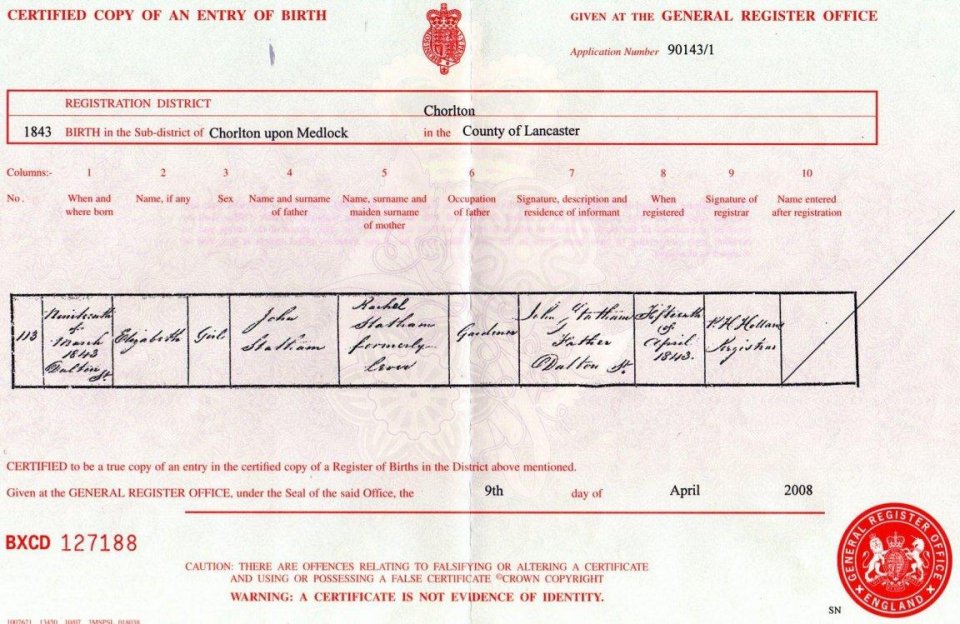 CERTIFIED COPY OF AN ENTRY OF BIRTH
GIVEN AT THE GENERAL REGISTER OFFICE
Application Number 90143/1
REGISTRATION DISTRICT
Chorlton
1843 BIRTH in the Sub-district of Chorlton upon Medlock in the County of Lancaster
Columns:- 1 2 3 4 5 6 7 8 9 10
No. When and where born
Name, if any
Sex
Name and surname of father
Name, surname and maiden surname of mother
Occupation of father
Signature, description and residence of informant
When registered
Signature of registrar
Name entered after registration
113
Nineteenth
of
March
1843
Dalton St.
Elizabeth
Girl
John
Statham
Rachel
Statham
formerly
Gardener
John Statham
Father
Dalton St.
Fifteenth
of
April
1843.
P H Holland
Registrar
CERTIFIED to be a true copy of an entry in the certified copy of a Register of Births in the District above mentioned.
Given at the GENERAL REGISTER OFFICE, under the Seal of the said Office, the 9th day of April 2008
BXCD 127188
CAUTION: THERE ARE OFFENCES RELATING TO FALSIFYING OR ALTERING A CERTIFICATE
AND USING OR POSSESSING A FALSE CERTIFICATE ©CROWN COPYRIGHT
WARNING: A CERTIFICATE IS NOT EVIDENCE OF IDENTITY.
GENERAL REGISTER OFFICE
ENGLAND
SN